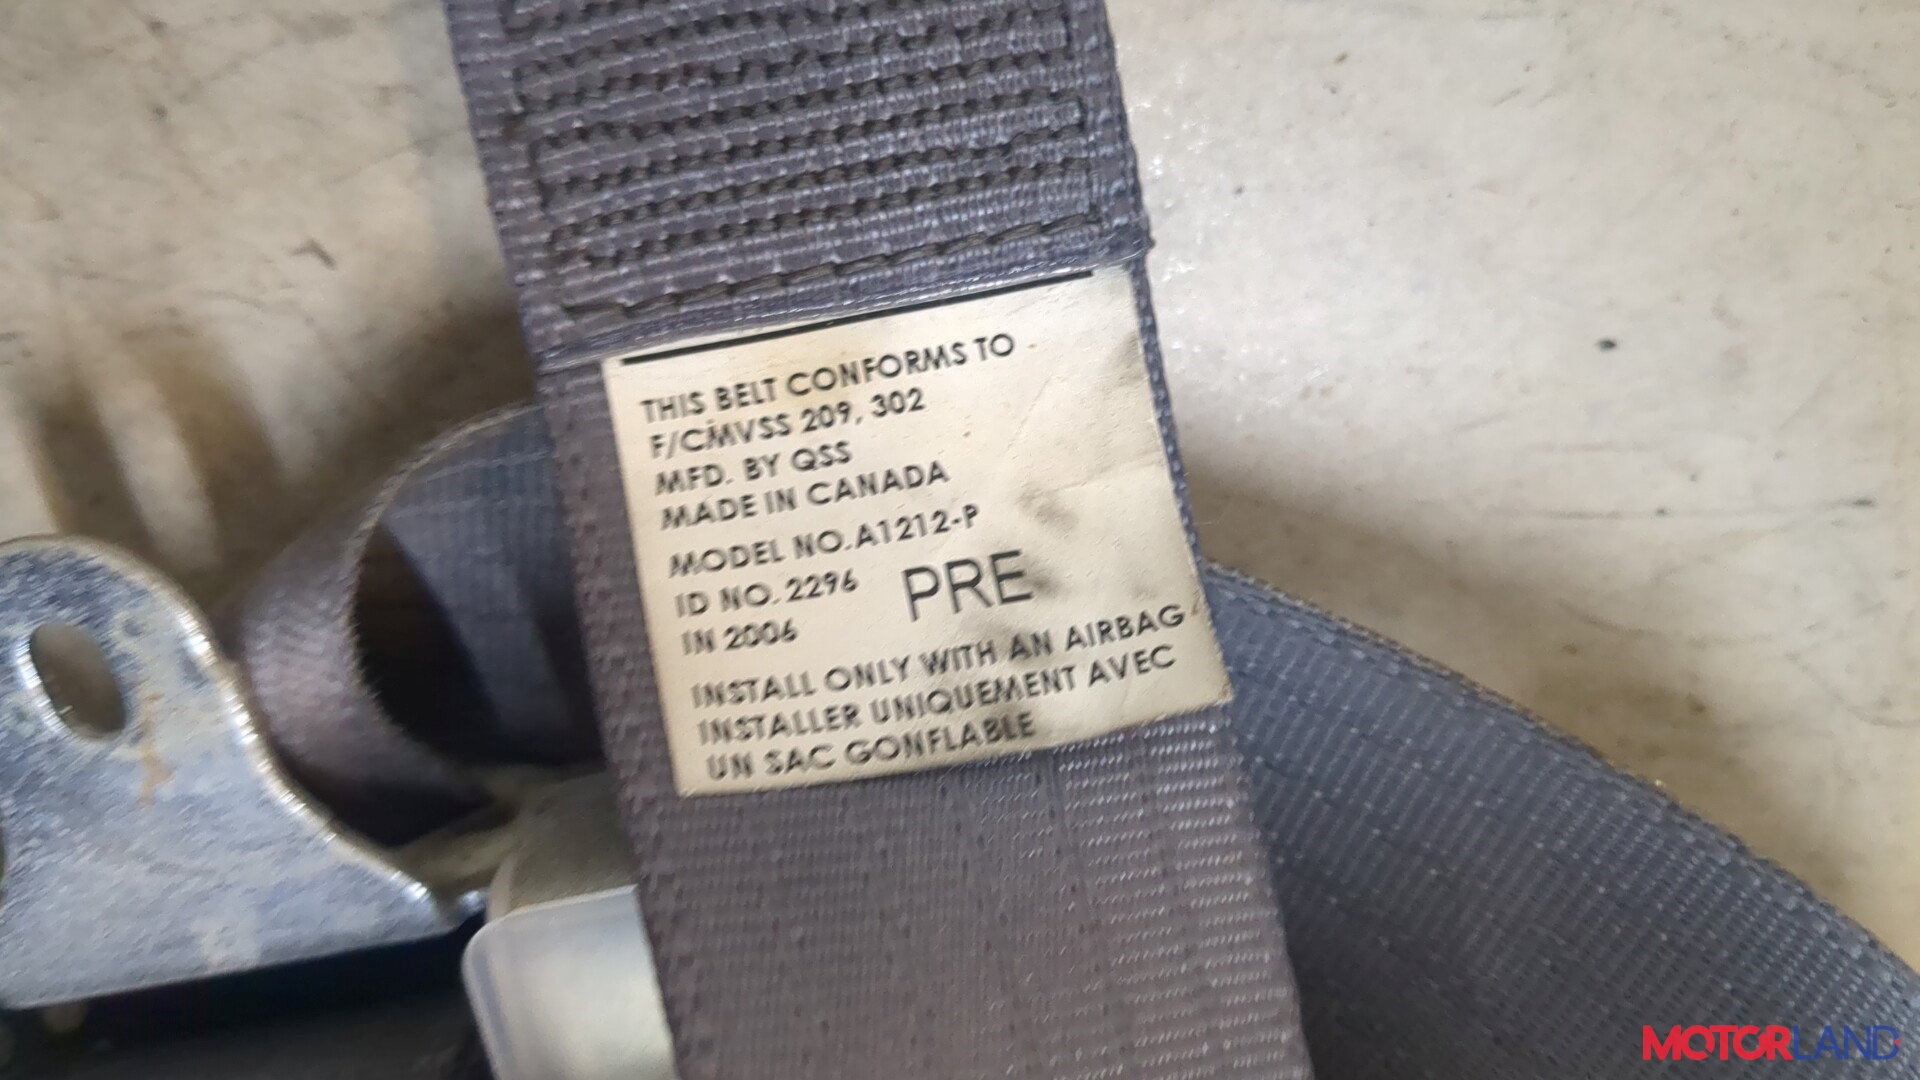 THIS BELT CONFORMS TO
F/CMVSS 209, 302
MFD. BY QSS
MADE IN CANADA
MODEL NO.A1212-P
ID NO. 2296 PRE
IN 2006
INSTALL ONLY WITH AN AIRBAG
INSTALLER UNIQUEMENT AVEC
UN SAC GONFLABLE
MOTORLAND